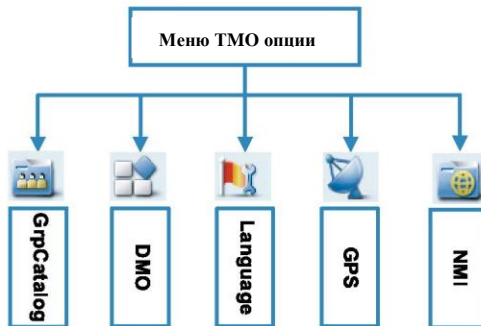 Меню ТМО опции
GrpCatalog
DMO
Language
GPS
NMI